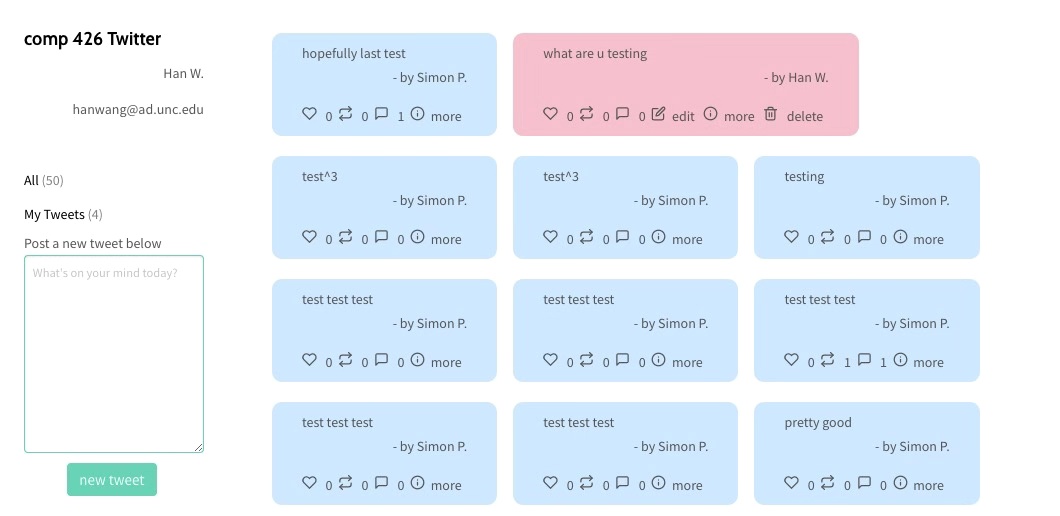 comp 426 Twitter
Han W.
hanwang@ad.unc.edu
All (50)
My Tweets (4)
Post a new tweet below
What's on your mind today?
new tweet
hopefully last test
- by Simon P.
0 0 1 more
what are u testing
- by Han W.
0 0 0 edit more delete
test^3
- by Simon P.
0 0 0 more
test^3
- by Simon P.
0 0 0 more
testing
- by Simon P.
0 0 0 more
test test test
- by Simon P.
0 0 0 more
test test test
- by Simon P.
0 0 0 more
test test test
- by Simon P.
0 1 1 more
test test test
- by Simon P.
0 0 0 more
test test test
- by Simon P.
0 0 0 more
pretty good
- by Simon P.
0 0 0 more